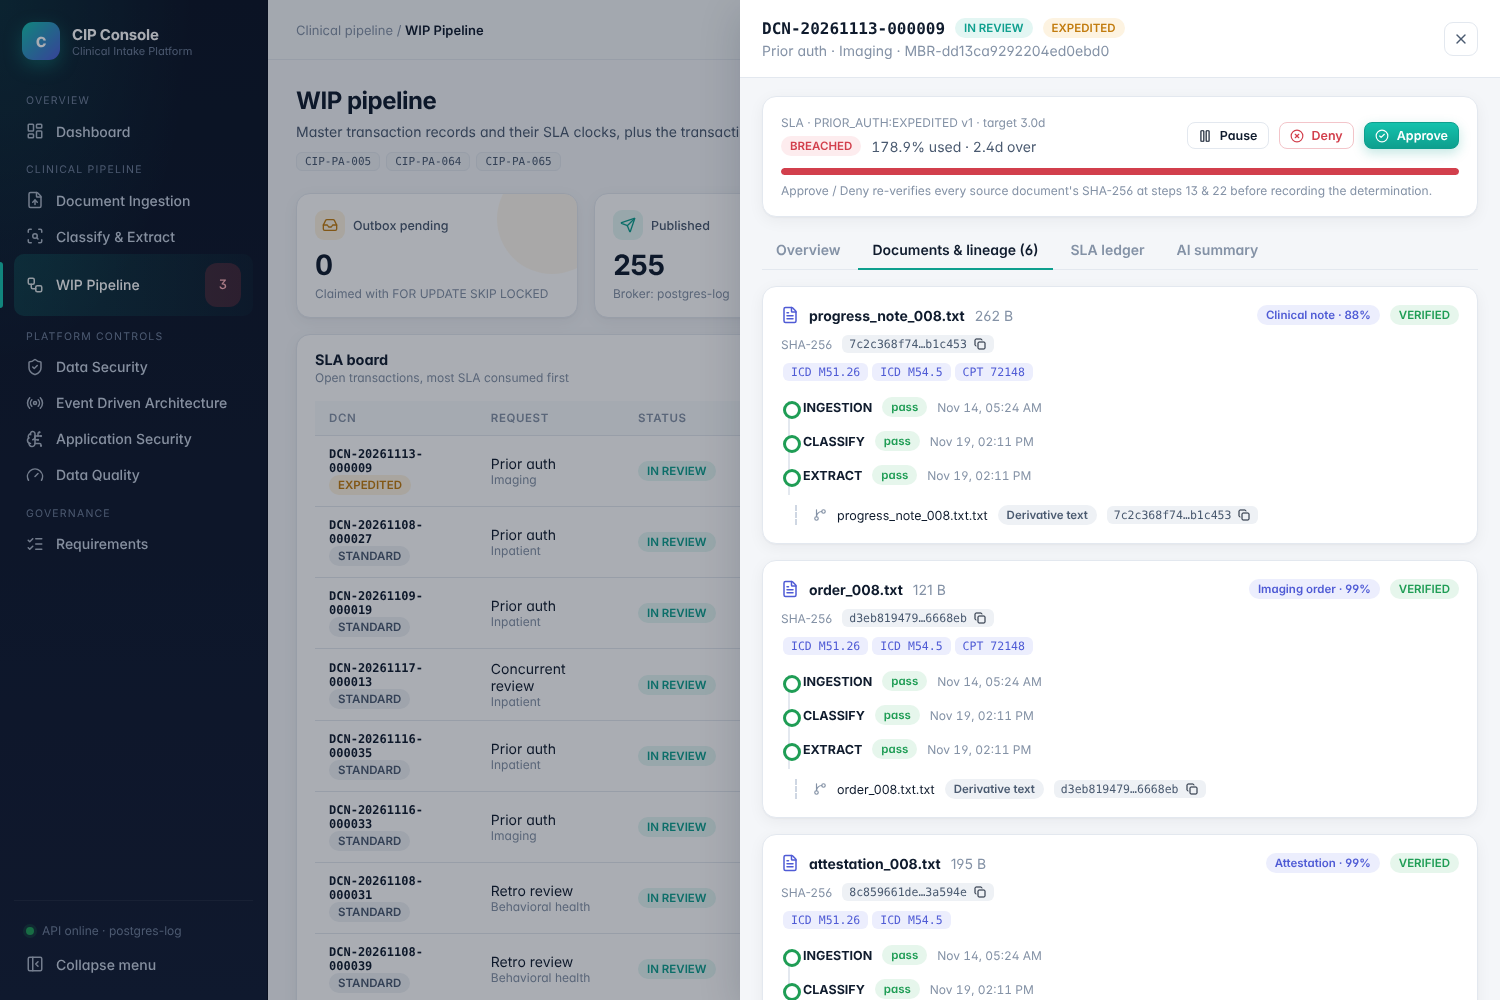 C
CIP Console
Clinical Intake Platform
OVERVIEW
Dashboard
CLINICAL PIPELINE
Document Ingestion
Classify & Extract
WIP Pipeline
3
PLATFORM CONTROLS
Data Security
Event Driven Architecture
Application Security
Data Quality
GOVERNANCE
Requirements
API online · postgres-log
Collapse menu
Clinical pipeline / WIP Pipeline
WIP pipeline
Master transaction records and their SLA clocks, plus the transacti
CIP-PA-005 CIP-PA-064 CIP-PA-065
Outbox pending
0
Claimed with FOR UPDATE SKIP LOCKED
Published
255
Broker: postgres-log
SLA board
Open transactions, most SLA consumed first
DCN REQUEST STATUS
DCN-20261113-
000009
EXPEDITED
Prior auth
Imaging
IN REVIEW
DCN-20261108-
000027
STANDARD
Prior auth
Inpatient
IN REVIEW
DCN-20261109-
000019
STANDARD
Prior auth
Inpatient
IN REVIEW
DCN-20261117-
000013
STANDARD
Concurrent
review
Inpatient
IN REVIEW
DCN-20261116-
000035
STANDARD
Prior auth
Inpatient
IN REVIEW
DCN-20261116-
000033
STANDARD
Prior auth
Imaging
IN REVIEW
DCN-20261108-
000031
STANDARD
Retro review
Behavioral health
IN REVIEW
DCN-20261108-
000039
STANDARD
Retro review
Behavioral health
IN REVIEW
DCN-20261113-000009 IN REVIEW EXPEDITED
Prior auth · Imaging · MBR-dd13ca9292204ed0ebd0
SLA · PRIOR_AUTH:EXPEDITED v1 · target 3.0d
BREACHED 178.9% used · 2.4d over
Pause Deny Approve
Approve / Deny re-verifies every source document's SHA-256 at steps 13 & 22 before recording the determination.
Overview Documents & lineage (6) SLA ledger AI summary
progress_note_008.txt 262 B Clinical note · 88% VERIFIED
SHA-256 7c2c368f74…b1c453
ICD M51.26 ICD M54.5 CPT 72148
INGESTION pass Nov 14, 05:24 AM
CLASSIFY pass Nov 19, 02:11 PM
EXTRACT pass Nov 19, 02:11 PM
progress_note_008.txt.txt Derivative text 7c2c368f74…b1c453
order_008.txt 121 B Imaging order · 99% VERIFIED
SHA-256 d3eb819479…6668eb
ICD M51.26 ICD M54.5 CPT 72148
INGESTION pass Nov 14, 05:24 AM
CLASSIFY pass Nov 19, 02:11 PM
EXTRACT pass Nov 19, 02:11 PM
order_008.txt.txt Derivative text d3eb819479…6668eb
attestation_008.txt 195 B Attestation · 99% VERIFIED
SHA-256 8c859661de…3a594e
ICD M51.26 ICD M54.5
INGESTION pass Nov 14, 05:24 AM
CLASSIFY pass Nov 19, 02:11 PM